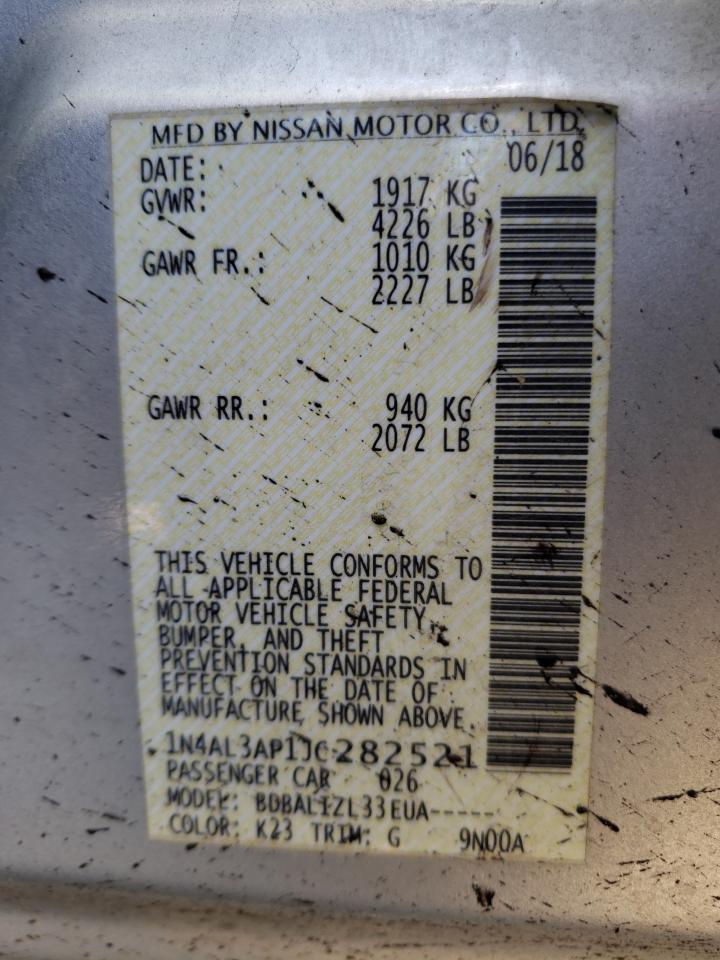 MFD BY NISSAN MOTOR CO., LTD.
DATE: 06/18
GVWR: 1917 KG
4226 LB
GAWR FR.: 1010 KG
2227 LB
GAWR RR.: 940 KG
2072 LB
THIS VEHICLE CONFORMS TO
ALL APPLICABLE FEDERAL
MOTOR VEHICLE SAFETY,
BUMPER, AND THEFT
PREVENTION STANDARDS IN
EFFECT ON THE DATE OF
MANUFACTURE SHOWN ABOVE.
1N4AL3AP1JC282521
PASSENGER CAR 026
MODEL: BDBALIZL33EUA-----
COLOR: K23 TRIM: G 9N00A